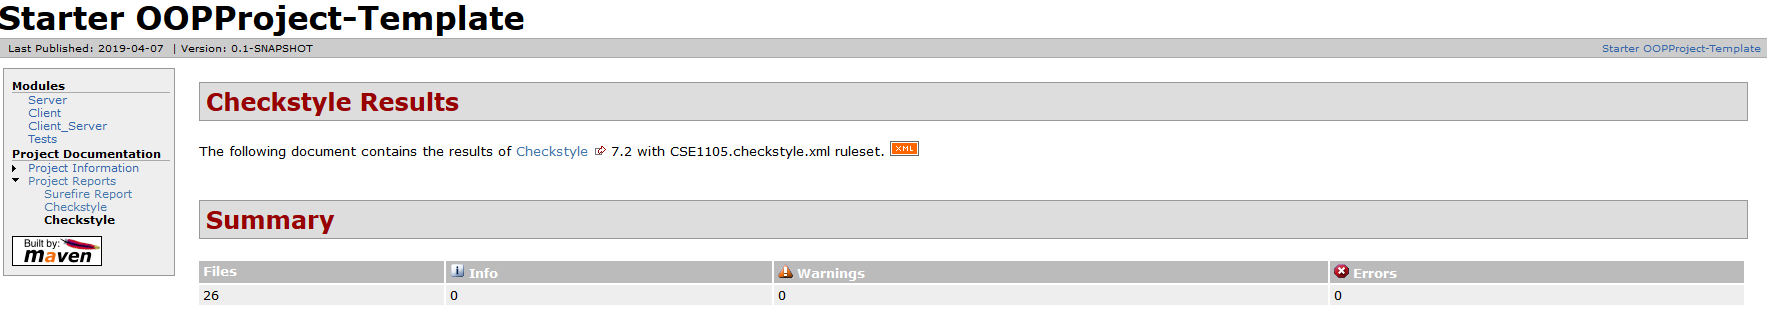 Starter OOPProject-Template
Last Published: 2019-04-07 | Version: 0.1-SNAPSHOT
Starter OOPProject-Template
Modules
Server
Client
Client_Server
Tests
Project Documentation
Project Information
Project Reports
Surefire Report
Checkstyle
Checkstyle
Built by:
maven
Checkstyle Results
The following document contains the results of Checkstyle 7.2 with CSE1105.checkstyle.xml ruleset. XML
Summary
Files Info Warnings Errors
26 0 0 0